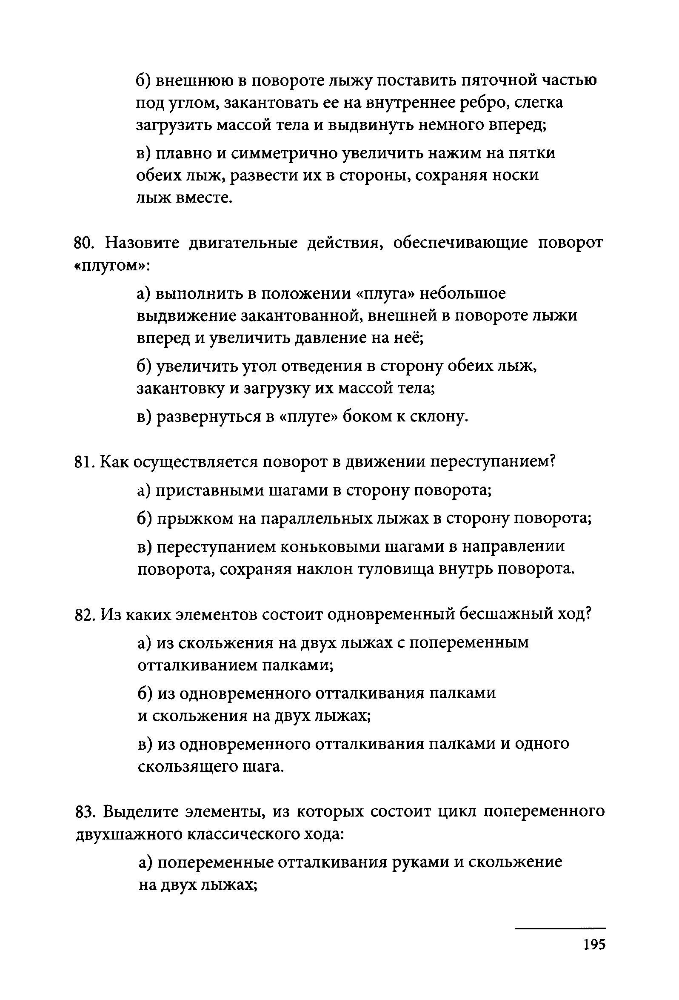 б) внешнюю в повороте лыжу поставить пяточной частью
под углом, закантовать ее на внутреннее ребро, слегка
загрузить массой тела и выдвинуть немного вперед;
в) плавно и симметрично увеличить нажим на пятки
обеих лыж, развести их в стороны, сохраняя носки
лыж вместе.
80. Назовите двигательные действия, обеспечивающие поворот
«плугом»:
а) выполнить в положении «плуга» небольшое
выдвижение закантованной, внешней в повороте лыжи
вперед и увеличить давление на неё;
б) увеличить угол отведения в сторону обеих лыж,
закантовку и загрузку их массой тела;
в) развернуться в «плуге» боком к склону.
81. Как осуществляется поворот в движении переступанием?
а) приставными шагами в сторону поворота;
б) прыжком на параллельных лыжах в сторону поворота;
в) переступанием коньковыми шагами в направлении
поворота, сохраняя наклон туловища внутрь поворота.
82. Из каких элементов состоит одновременный бесшажный ход?
а) из скольжения на двух лыжах с попеременным
отталкиванием палками;
б) из одновременного отталкивания палками
и скольжения на двух лыжах;
в) из одновременного отталкивания палками и одного
скользящего шага.
83. Выделите элементы, из которых состоит цикл попеременного
двухшажного классического хода:
а) попеременные отталкивания руками и скольжение
на двух лыжах;
195